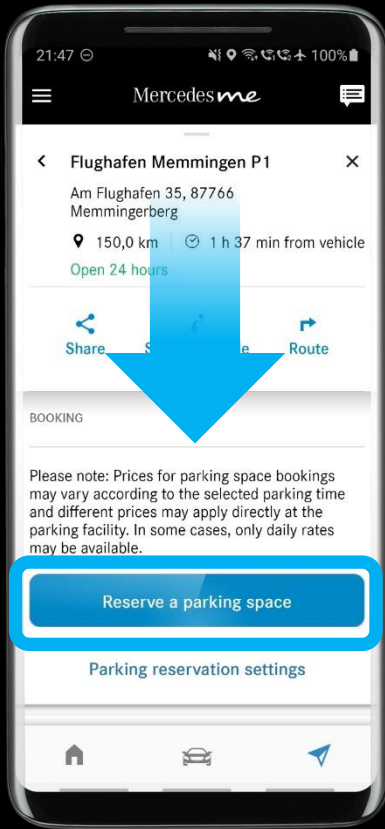 21:47 100%
Mercedes me
Flughafen Memmingen P1
Am Flughafen 35, 87766
Memmingerberg
150,0 km 1 h 37 min from vehicle
Open 24 hours
Share Route
BOOKING
Please note: Prices for parking space bookings
may vary according to the selected parking time
and different prices may apply directly at the
parking facility. In some cases, only daily rates
may be available.
Reserve a parking space
Parking reservation settings